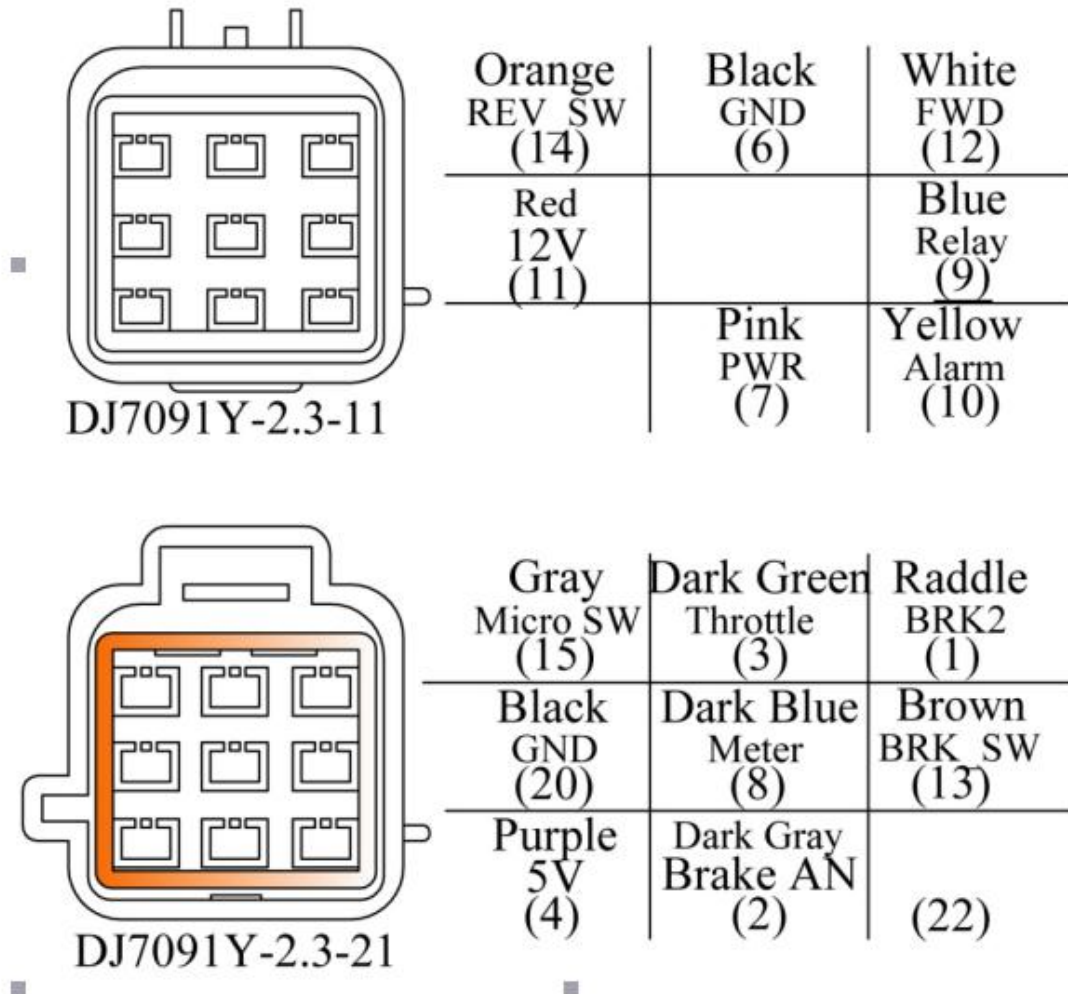 Orange Black White
REV_SW GND FWD
(14) (6) (12)
Red Blue
12V Relay
(11) (9)
Pink Yellow
PWR Alarm
(7) (10)
DJ7091Y-2.3-11
Gray Dark Green Raddle
Micro SW Throttle BRK2
(15) (3) (1)
Black Dark Blue Brown
GND Meter BRK_SW
(20) (8) (13)
Purple Dark Gray
5V Brake AN
(4) (2) (22)
DJ7091Y-2.3-21